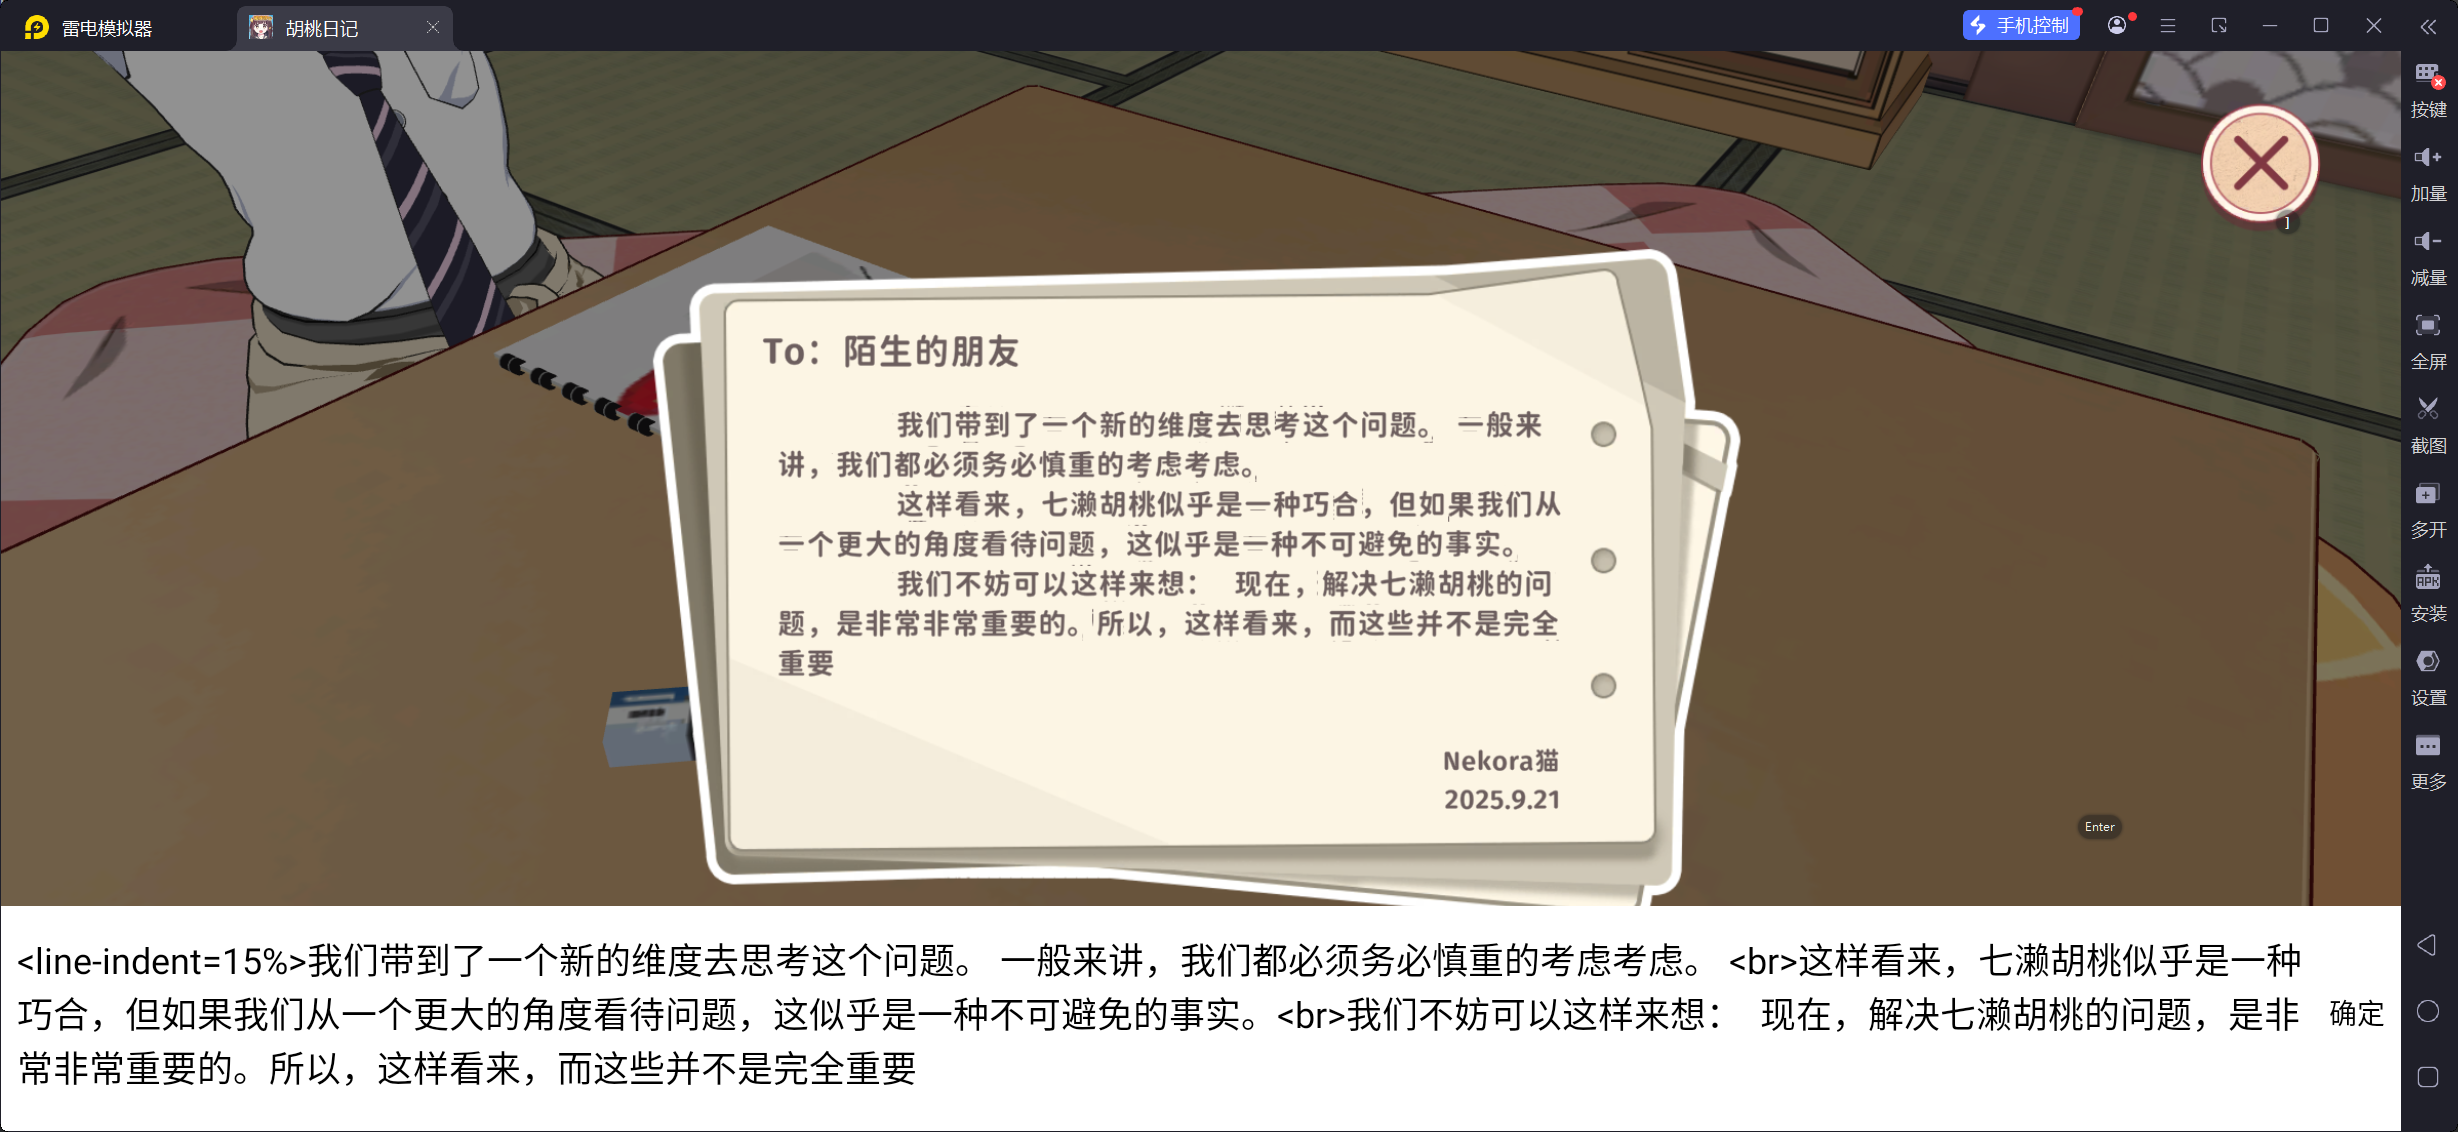 雷电模拟器
胡桃日记
手机控制
按键
加量
减量
全屏
截图
多开
APK
安装
设置
更多
]
To：陌生的朋友
我们带到了一个新的维度去思考这个问题。 一般来
讲，我们都必须务必慎重的考虑考虑。
这样看来，七濑胡桃似乎是一种巧合，但如果我们从
一个更大的角度看待问题，这似乎是一种不可避免的事实。
我们不妨可以这样来想： 现在，解决七濑胡桃的问
题，是非常非常重要的。所以，这样看来，而这些并不是完全
重要
Nekora猫
2025.9.21
Enter
<line-indent=15%>我们带到了一个新的维度去思考这个问题。 一般来讲，我们都必须务必慎重的考虑考虑。 <br>这样看来，七濑胡桃似乎是一种
巧合，但如果我们从一个更大的角度看待问题，这似乎是一种不可避免的事实。<br>我们不妨可以这样来想： 现在，解决七濑胡桃的问题，是非
常非常重要的。所以，这样看来，而这些并不是完全重要
确定